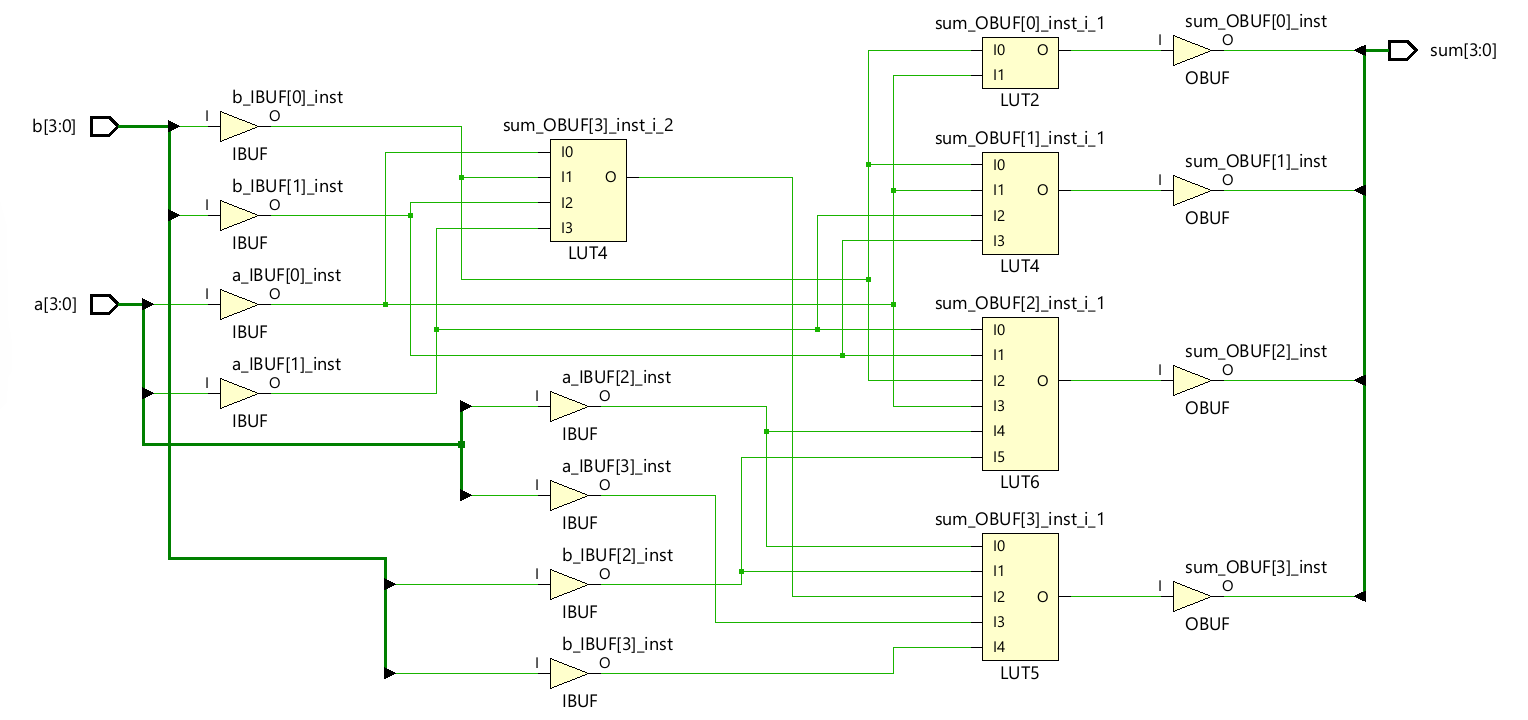 sum_OBUF[0]_inst_i_1
sum_OBUF[0]_inst
I0 O
I O
sum[3:0]
I1
OBUF
LUT2
b_IBUF[0]_inst
b[3:0]
I O
IBUF
sum_OBUF[3]_inst_i_2
I0
I1 O
I2
I3
LUT4
sum_OBUF[1]_inst_i_1
sum_OBUF[1]_inst
I0
I1 O
I O
I2
I3
OBUF
LUT4
b_IBUF[1]_inst
I O
IBUF
a_IBUF[0]_inst
a[3:0]
I O
IBUF
a_IBUF[1]_inst
I O
IBUF
sum_OBUF[2]_inst_i_1
sum_OBUF[2]_inst
I0
I1
I2 O
I O
I3
OBUF
I4
I5
LUT6
a_IBUF[2]_inst
I O
IBUF
a_IBUF[3]_inst
I O
IBUF
sum_OBUF[3]_inst_i_1
sum_OBUF[3]_inst
I0
I1
I2 O
I O
I3
OBUF
I4
LUT5
b_IBUF[2]_inst
I O
IBUF
b_IBUF[3]_inst
I O
IBUF